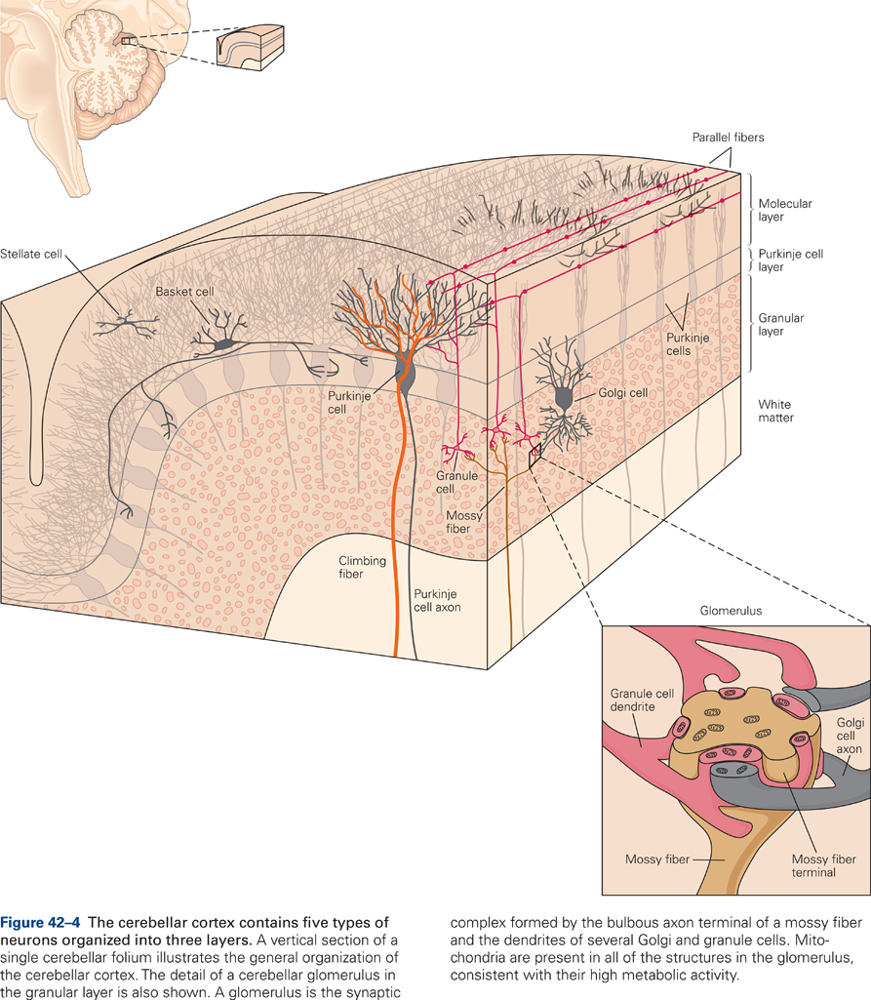 Parallel fibers
Molecular
layer
Stellate cell
Purkinje cell
layer
Basket cell
Granular
layer
Purkinje
cells
Purkinje
cell
Golgi cell
White
matter
Granule
cell
Mossy
fiber
Climbing
fiber
Purkinje
cell axon
Glomerulus
Granule cell
dendrite
Golgi
cell
axon
Mossy fiber
Mossy fiber
terminal
Figure 42–4 The cerebellar cortex contains five types of
neurons organized into three layers. A vertical section of a
single cerebellar folium illustrates the general organization of
the cerebellar cortex. The detail of a cerebellar glomerulus in
the granular layer is also shown. A glomerulus is the synaptic
complex formed by the bulbous axon terminal of a mossy fiber
and the dendrites of several Golgi and granule cells. Mito-
chondria are present in all of the structures in the glomerulus,
consistent with their high metabolic activity.